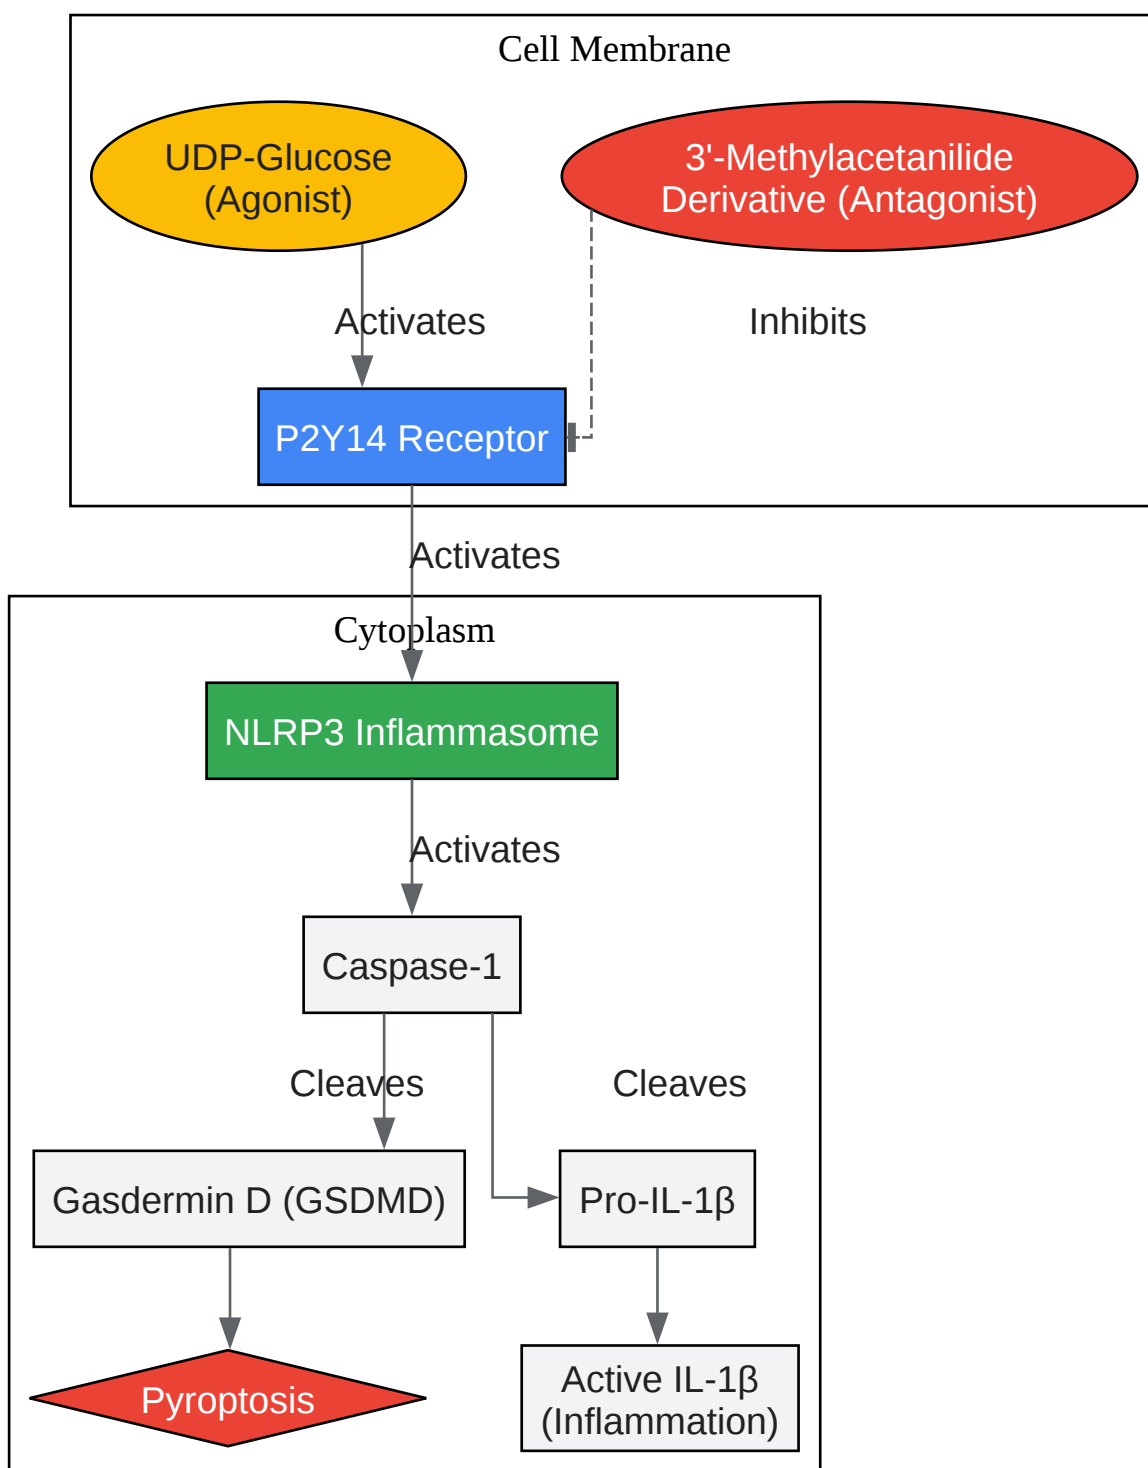 Cell Membrane
UDP-Glucose
(Agonist)
3'-Methylacetanilide
Derivative (Antagonist)
Activates
Inhibits
P2Y14 Receptor
Activates
Cytoplasm
NLRP3 Inflammasome
Activates
Caspase-1
Cleaves
Cleaves
Gasdermin D (GSDMD)
Pro-IL-1β
Pyroptosis
Active IL-1β
(Inflammation)